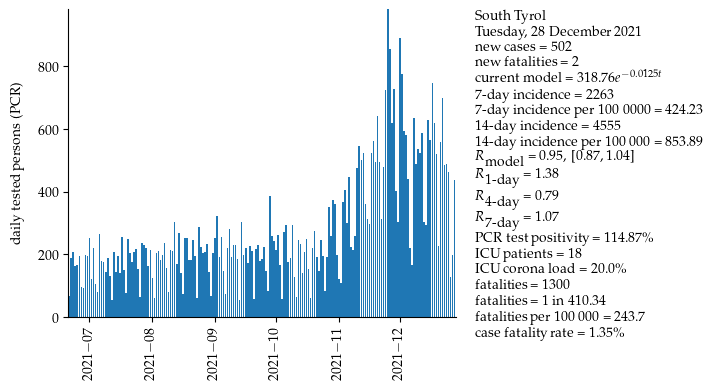 daily tested persons (PCR)
800
600
400
200
0
2021−07
2021−08
2021−09
2021−10
2021−11
2021−12
South Tyrol
Tuesday, 28 December 2021
new cases = 502
new fatalities = 2
current model = 318.76e^{−0.0125t}
7-day incidence = 2263
7-day incidence per 100 0000 = 424.23
14-day incidence = 4555
14-day incidence per 100 000 = 853.89
R_model = 0.95, [0.87, 1.04]
R_1-day = 1.38
R_4-day = 0.79
R_7-day = 1.07
PCR test positivity = 114.87%
ICU patients = 18
ICU corona load = 20.0%
fatalities = 1300
fatalities = 1 in 410.34
fatalities per 100 000 = 243.7
case fatality rate = 1.35%